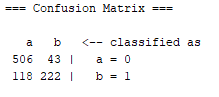 === Confusion Matrix ===
a b <-- classified as
506 43 | a = 0
118 222 | b = 1